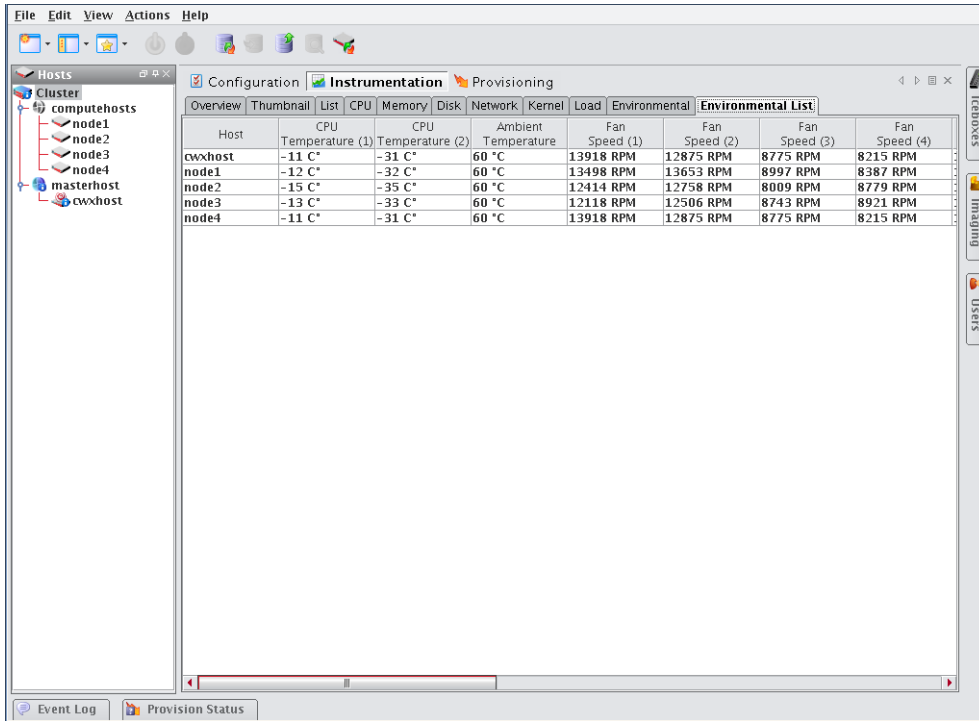 File Edit View Actions Help
Hosts
Cluster
computehosts
node1
node2
node3
node4
masterhost
cwxhost
Configuration Instrumentation Provisioning
Overview Thumbnail List CPU Memory Disk Network Kernel Load Environmental Environmental List
Host CPU Temperature (1) CPU Temperature (2) Ambient Temperature Fan Speed (1) Fan Speed (2) Fan Speed (3) Fan Speed (4)
cwxhost -11 C° -31 C° 60 °C 13918 RPM 12875 RPM 8775 RPM 8215 RPM
node1 -12 C° -32 C° 60 °C 13498 RPM 13653 RPM 8997 RPM 8387 RPM
node2 -15 C° -35 C° 60 °C 12414 RPM 12758 RPM 8009 RPM 8779 RPM
node3 -13 C° -33 C° 60 °C 12118 RPM 12506 RPM 8743 RPM 8921 RPM
node4 -11 C° -31 C° 60 °C 13918 RPM 12875 RPM 8775 RPM 8215 RPM
Iceboxes
Imaging
Users
Event Log Provision Status